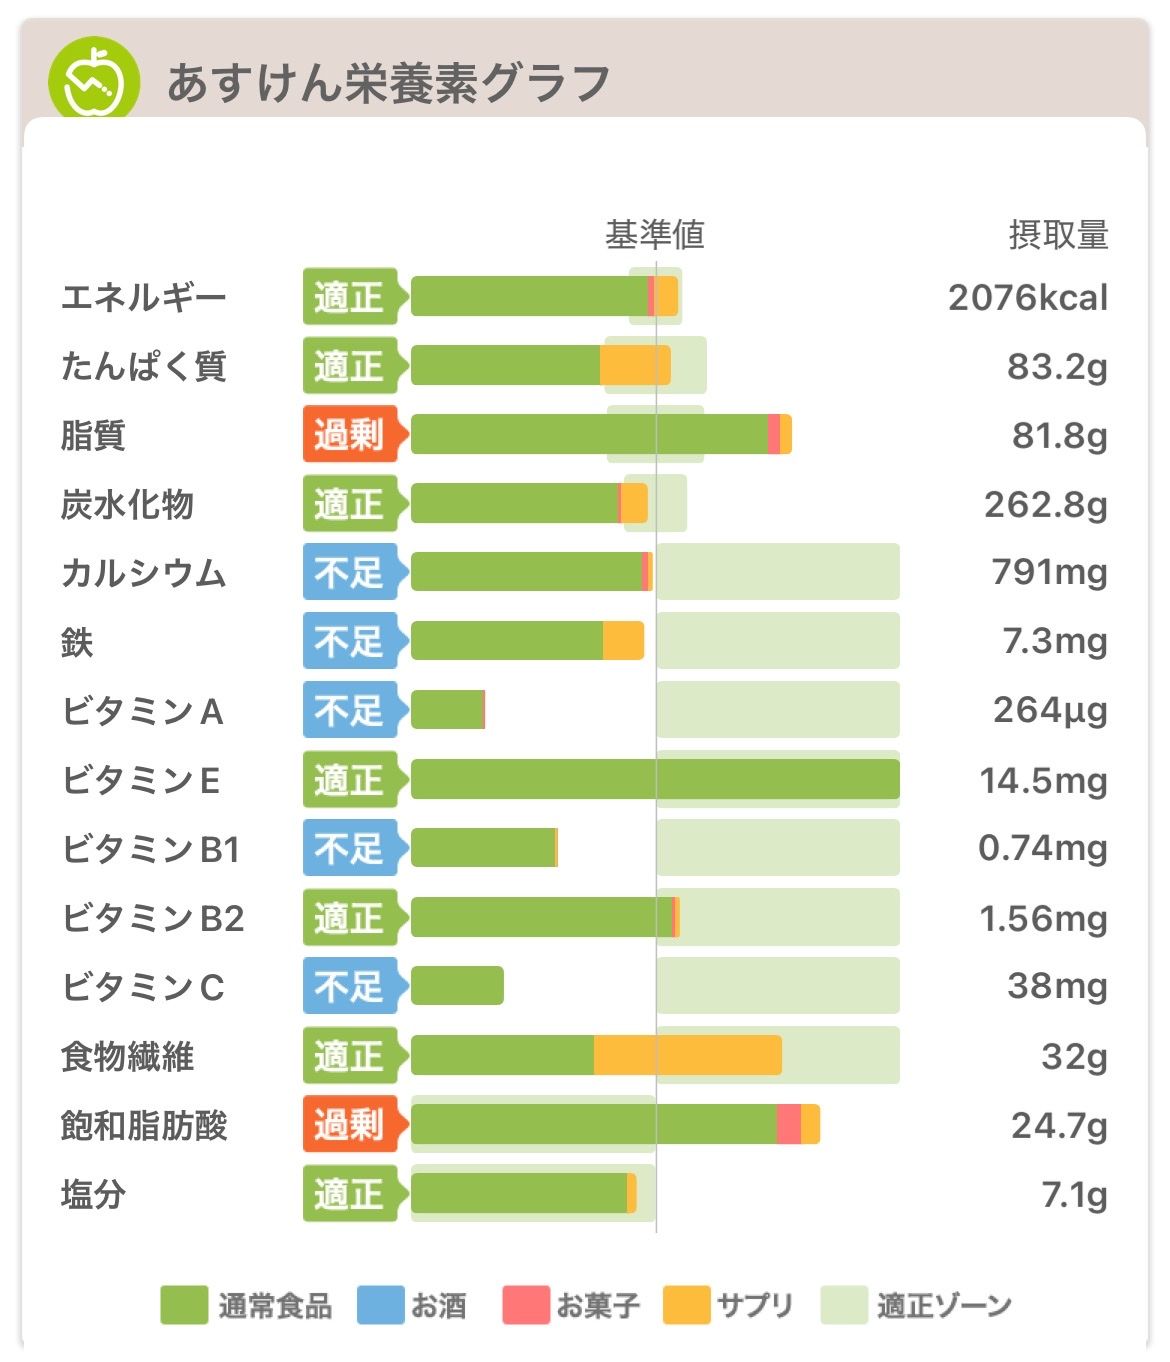 あすけん栄養素グラフ
基準値 摂取量
エネルギー 適正 2076kcal
たんぱく質 適正 83.2g
脂質 過剰 81.8g
炭水化物 適正 262.8g
カルシウム 不足 791mg
鉄 不足 7.3mg
ビタミンA 不足 264μg
ビタミンE 適正 14.5mg
ビタミンB1 不足 0.74mg
ビタミンB2 適正 1.56mg
ビタミンC 不足 38mg
食物繊維 適正 32g
飽和脂肪酸 過剰 24.7g
塩分 適正 7.1g
通常食品 お酒 お菓子 サプリ 適正ゾーン